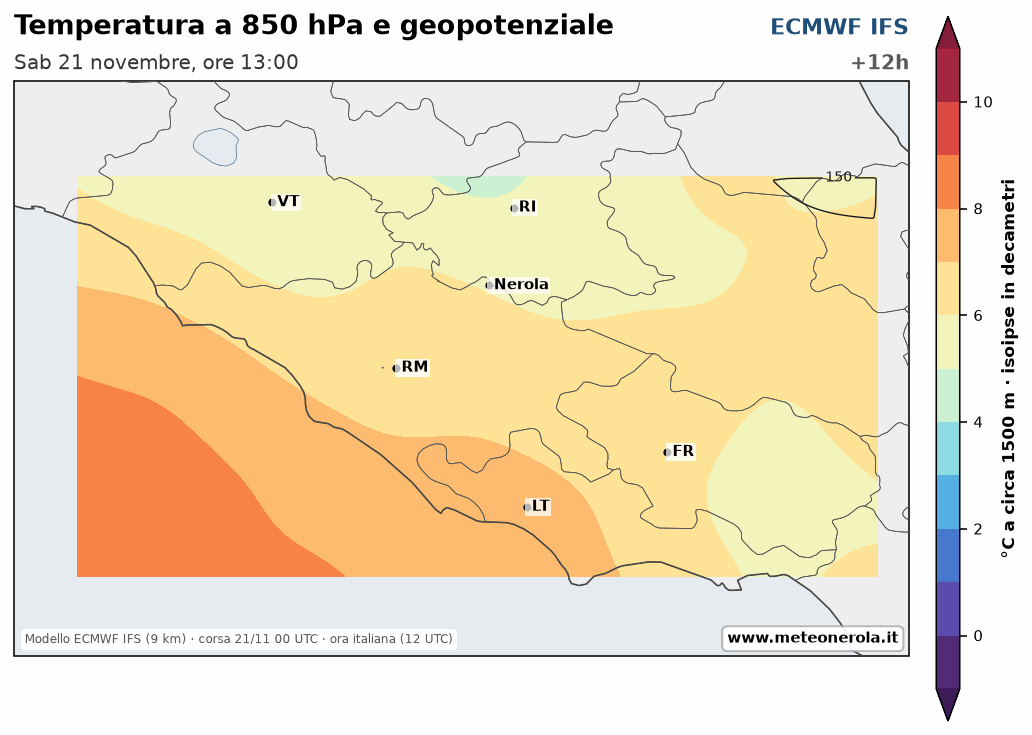 Temperatura a 850 hPa e geopotenziale
ECMWF IFS
Sab 21 novembre, ore 13:00
+12h
150
VT
RI
Nerola
RM
FR
LT
10
8
6
4
2
0
°C a circa 1500 m · isoipse in decametri
Modello ECMWF IFS (9 km) · corsa 21/11 00 UTC · ora italiana (12 UTC)
www.meteonerola.it